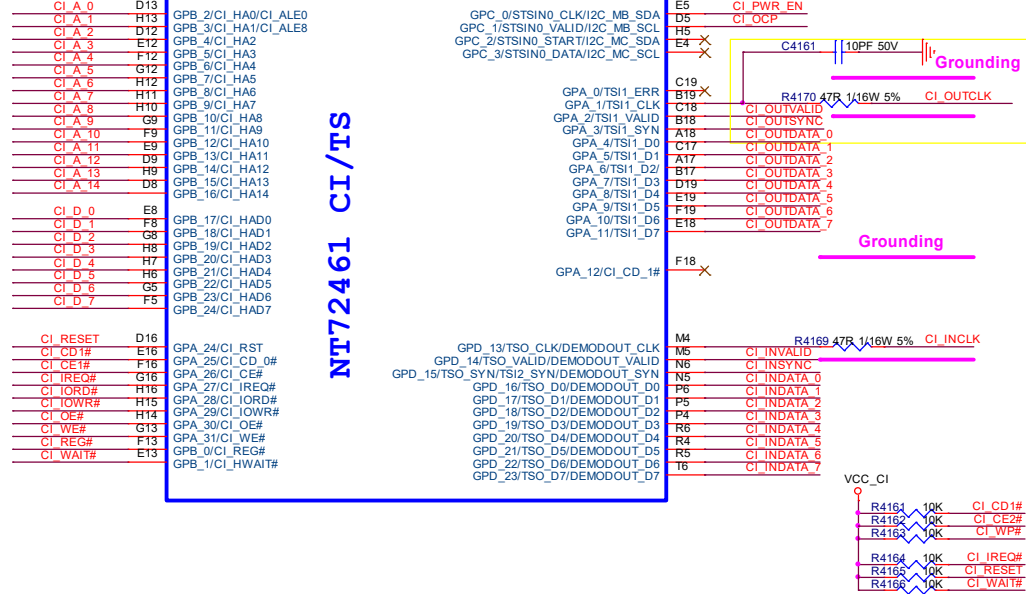 CI_A_0 D13 GPB_2/CI_HA0/CI_ALE0
CI_A_1 H13 GPB_3/CI_HA1/CI_ALE8
CI_A_2 D12 GPB_4/CI_HA2
CI_A_3 E12 GPB_5/CI_HA3
CI_A_4 F12 GPB_6/CI_HA4
CI_A_5 G12 GPB_7/CI_HA5
CI_A_6 H12 GPB_8/CI_HA6
CI_A_7 H11 GPB_9/CI_HA7
CI_A_8 H10 GPB_10/CI_HA8
CI_A_9 G9 GPB_11/CI_HA9
CI_A_10 F9 GPB_12/CI_HA10
CI_A_11 E9 GPB_13/CI_HA11
CI_A_12 D9 GPB_14/CI_HA12
CI_A_13 H9 GPB_15/CI_HA13
CI_A_14 D8 GPB_16/CI_HA14
CI_D_0 E8 GPB_17/CI_HAD0
CI_D_1 F8 GPB_18/CI_HAD1
CI_D_2 G8 GPB_19/CI_HAD2
CI_D_3 H8 GPB_20/CI_HAD3
CI_D_4 H7 GPB_21/CI_HAD4
CI_D_5 H6 GPB_22/CI_HAD5
CI_D_6 G5 GPB_23/CI_HAD6
CI_D_7 F5 GPB_24/CI_HAD7
CI_RESET D16 GPA_24/CI_RST
CI_CD1# E16 GPA_25/CI_CD_0#
CI_CE1# F16 GPA_26/CI_CE#
CI_IREQ# G16 GPA_27/CI_IREQ#
CI_IORD# H16 GPA_28/CI_IORD#
CI_IOWR# H15 GPA_29/CI_IOWR#
CI_OE# H14 GPA_30/CI_OE#
CI_WE# G13 GPA_31/CI_WE#
CI_REG# F13 GPB_0/CI_REG#
CI_WAIT# E13 GPB_1/CI_HWAIT#
NT72461 CI/TS
GPC_0/STSIN0_CLK/I2C_MB_SDA E5 CI_PWR_EN
GPC_1/STSIN0_VALID/I2C_MB_SCL D5 CI_OCP
GPC_2/STSIN0_START/I2C_MC_SDA H5
GPC_3/STSIN0_DATA/I2C_MC_SCL E4
C4161 10PF 50V
Grounding
GPA_0/TSI1_ERR C19
GPA_1/TSI1_CLK B19 R4170 47R 1/16W 5% CI_OUTCLK
GPA_2/TSI1_VALID C18 CI_OUTVALID
GPA_3/TSI1_SYN B18 CI_OUTSYNC
GPA_4/TSI1_D0 A18 CI_OUTDATA_0
GPA_5/TSI1_D1 C17 CI_OUTDATA_1
GPA_6/TSI1_D2/ A17 CI_OUTDATA_2
GPA_7/TSI1_D3 B17 CI_OUTDATA_3
GPA_8/TSI1_D4 D19 CI_OUTDATA_4
GPA_9/TSI1_D5 E19 CI_OUTDATA_5
GPA_10/TSI1_D6 F19 CI_OUTDATA_6
GPA_11/TSI1_D7 E18 CI_OUTDATA_7
Grounding
GPA_12/CI_CD_1# F18
GPD_13/TSO_CLK/DEMODOUT_CLK M4 R4169 47R 1/16W 5% CI_INCLK
GPD_14/TSO_VALID/DEMODOUT_VALID M5 CI_INVALID
GPD_15/TSO_SYN/TSI2_SYN/DEMODOUT_SYN N6 CI_INSYNC
GPD_16/TSO_D0/DEMODOUT_D0 N5 CI_INDATA_0
GPD_17/TSO_D1/DEMODOUT_D1 P6 CI_INDATA_1
GPD_18/TSO_D2/DEMODOUT_D2 P5 CI_INDATA_2
GPD_19/TSO_D3/DEMODOUT_D3 P4 CI_INDATA_3
GPD_20/TSO_D4/DEMODOUT_D4 R6 CI_INDATA_4
GPD_21/TSO_D5/DEMODOUT_D5 R4 CI_INDATA_5
GPD_22/TSO_D6/DEMODOUT_D6 R5 CI_INDATA_6
GPD_23/TSO_D7/DEMODOUT_D7 T6 CI_INDATA_7
VCC_CI
R4161 10K CI_CD1#
R4162 10K CI_CE2#
R4163 10K CI_WP#
R4164 10K CI_IREQ#
R4165 10K CI_RESET
R4166 10K CI_WAIT#